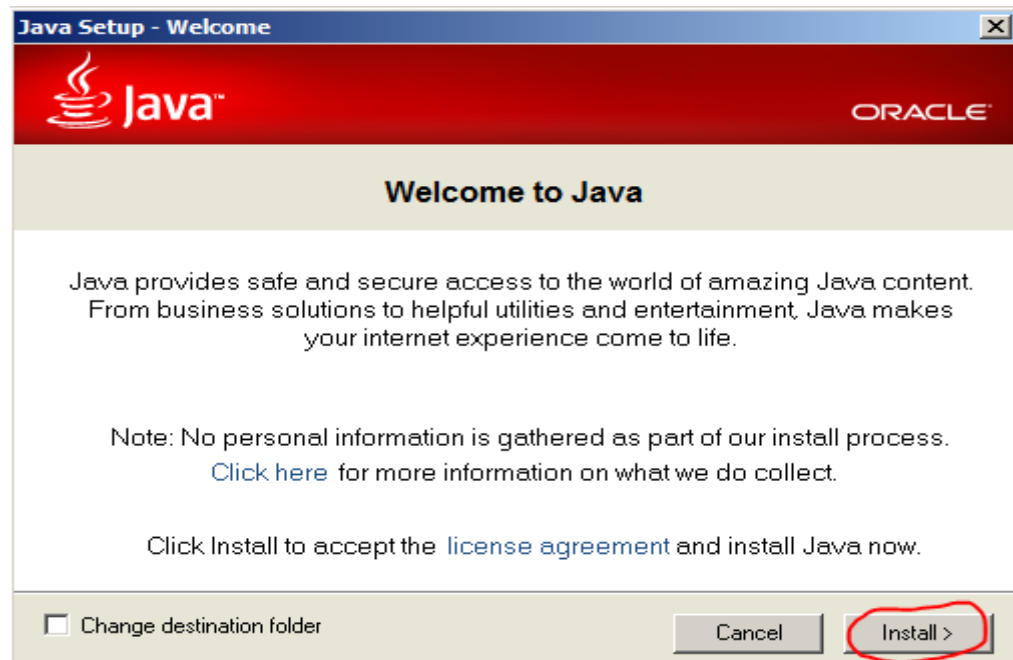 Java Setup - Welcome
Java™
ORACLE
Welcome to Java
Java provides safe and secure access to the world of amazing Java content.
From business solutions to helpful utilities and entertainment, Java makes
your internet experience come to life.
Note: No personal information is gathered as part of our install process.
Click here for more information on what we do collect.
Click Install to accept the license agreement and install Java now.
Change destination folder
Cancel
Install >